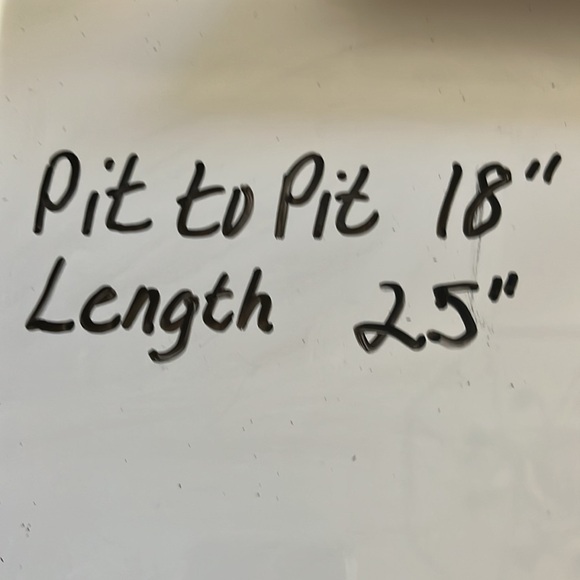 Pit to Pit 18"
Length 25"